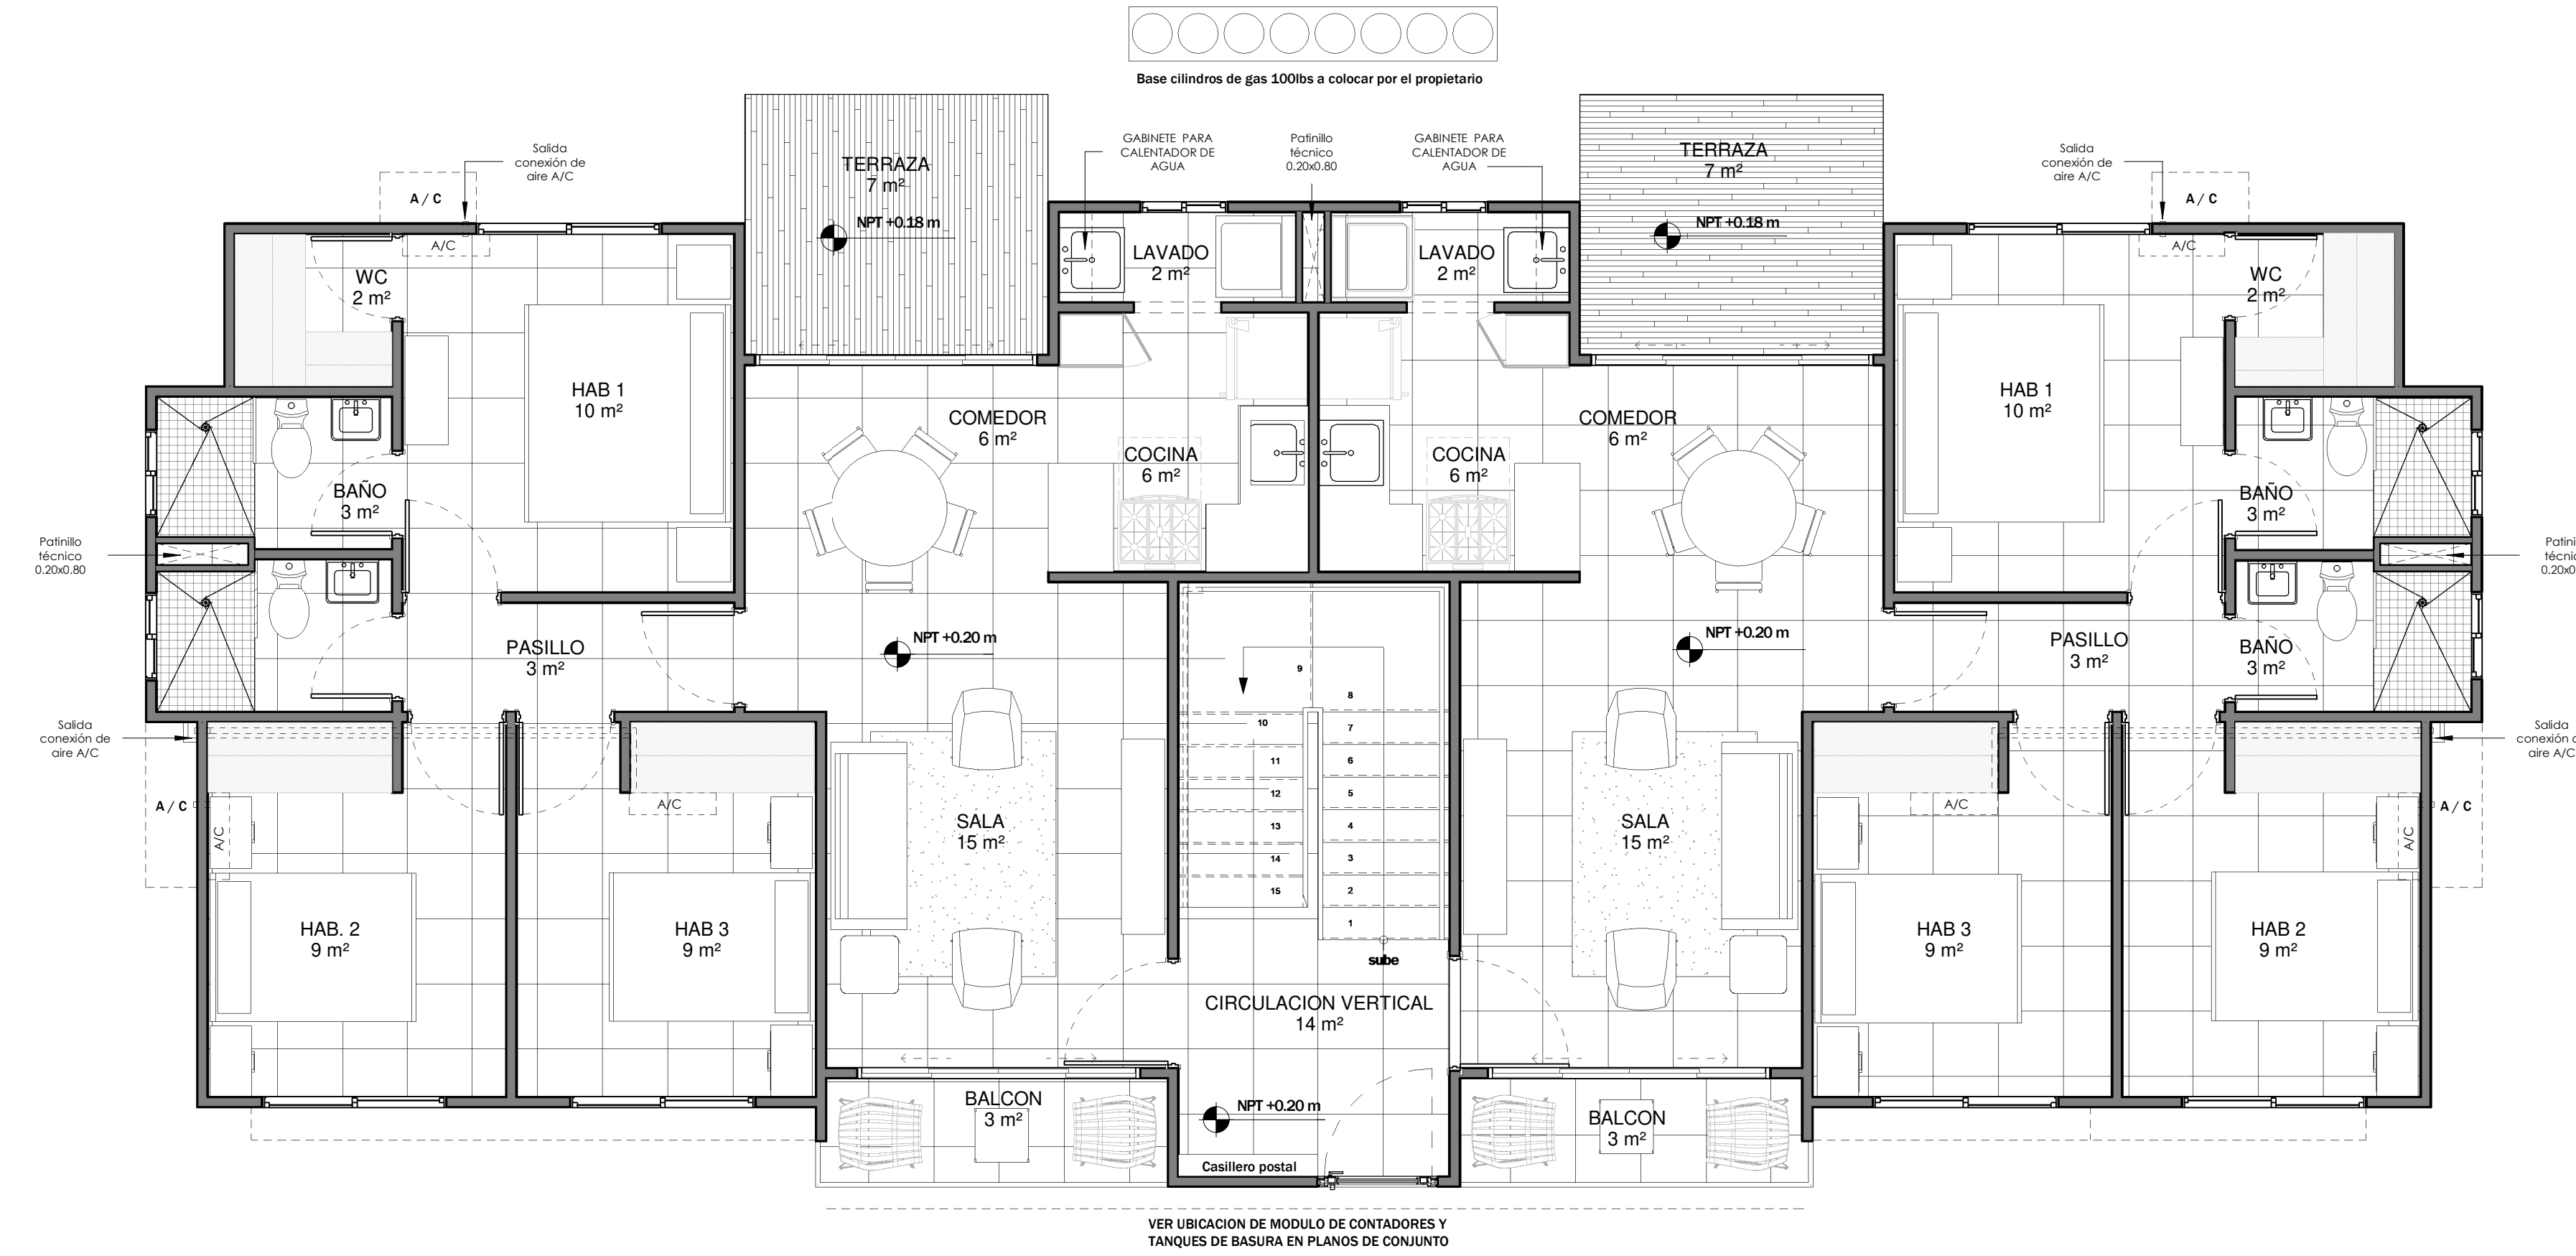 Base cilindros de gas 100lbs a colocar por el propietario
Salida
conexión de
aire A/C
A / C
A/C
TERRAZA
7 m²
NPT +0.18 m
GABINETE PARA
CALENTADOR DE
AGUA
Patinillo
técnico
0.20x0.80
GABINETE PARA
CALENTADOR DE
AGUA
TERRAZA
7 m²
NPT +0.18 m
Salida
conexión de
aire A/C
A / C
A/C
WC
2 m²
LAVADO
2 m²
LAVADO
2 m²
WC
2 m²
HAB 1
10 m²
COMEDOR
6 m²
COCINA
6 m²
COCINA
6 m²
COMEDOR
6 m²
HAB 1
10 m²
BAÑO
3 m²
BAÑO
3 m²
Patinillo
técnico
0.20x0.80
Patini
técnic
0.20x0
PASILLO
3 m²
NPT +0.20 m
NPT +0.20 m
PASILLO
3 m²
BAÑO
3 m²
9
8
10
7
11
6
12
5
13
4
14
3
15
2
1
sube
Salida
conexión de
aire A/C
Salida
conexión d
aire A/C
A / C
A/C
A/C
A/C
A/C
A / C
SALA
15 m²
SALA
15 m²
HAB. 2
9 m²
HAB 3
9 m²
HAB 3
9 m²
HAB 2
9 m²
CIRCULACION VERTICAL
14 m²
BALCON
3 m²
NPT +0.20 m
BALCON
3 m²
Casillero postal
VER UBICACION DE MODULO DE CONTADORES Y
TANQUES DE BASURA EN PLANOS DE CONJUNTO